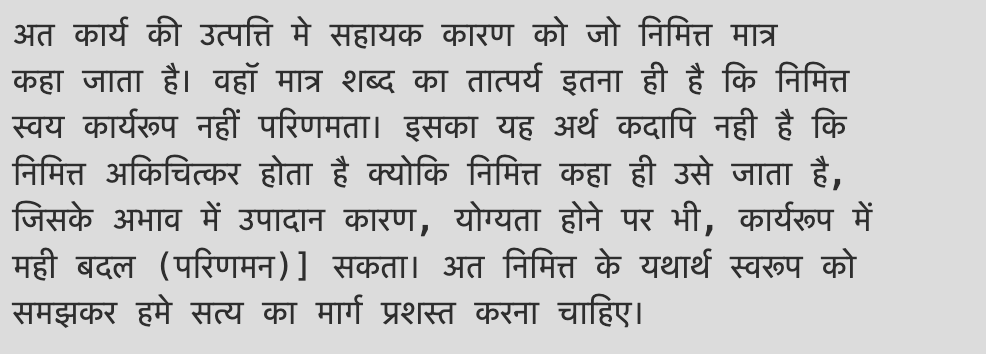 अत कार्य की उत्पत्ति मे सहायक कारण को जो निमित्त मात्र
कहा जाता है। वहॉ मात्र शब्द का तात्पर्य इतना ही है कि निमित्त
स्वय कार्यरूप नहीं परिणमता। इसका यह अर्थ कदापि नही है कि
निमित्त अकिचित्कर होता है क्योकि निमित्त कहा ही उसे जाता है,
जिसके अभाव में उपादान कारण, योग्यता होने पर भी, कार्यरूप में
मही बदल (परिणमन)] सकता। अत निमित्त के यथार्थ स्वरूप को
समझकर हमे सत्य का मार्ग प्रशस्त करना चाहिए।